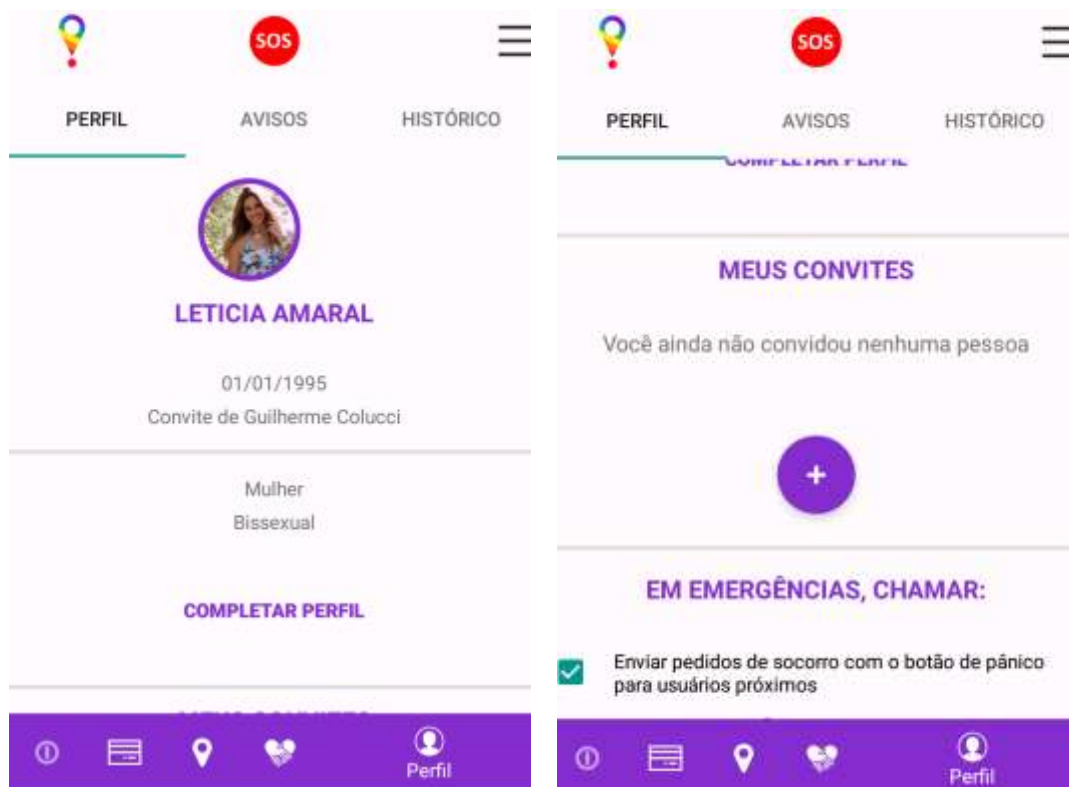 SOS
PERFIL AVISOS HISTÓRICO
LETICIA AMARAL
01/01/1995
Convite de Guilherme Colucci
Mulher
Bissexual
COMPLETAR PERFIL
Perfil
SOS
PERFIL AVISOS HISTÓRICO
COMPLETAR PERFIL
MEUS CONVITES
Você ainda não convidou nenhuma pessoa
+
EM EMERGÊNCIAS, CHAMAR:
Enviar pedidos de socorro com o botão de pânico
para usuários próximos
Perfil